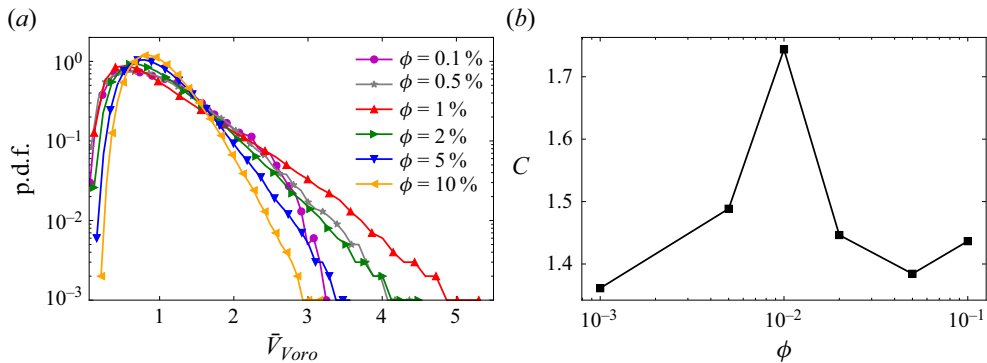 (a)
10⁰
10⁻¹
10⁻²
10⁻³
p.d.f.
1
2
3
4
5
V̄_Voro
ϕ = 0.1 %
ϕ = 0.5 %
ϕ = 1 %
ϕ = 2 %
ϕ = 5 %
ϕ = 10 %
(b)
1.7
1.6
1.5
1.4
C
10⁻³
10⁻²
10⁻¹
ϕ